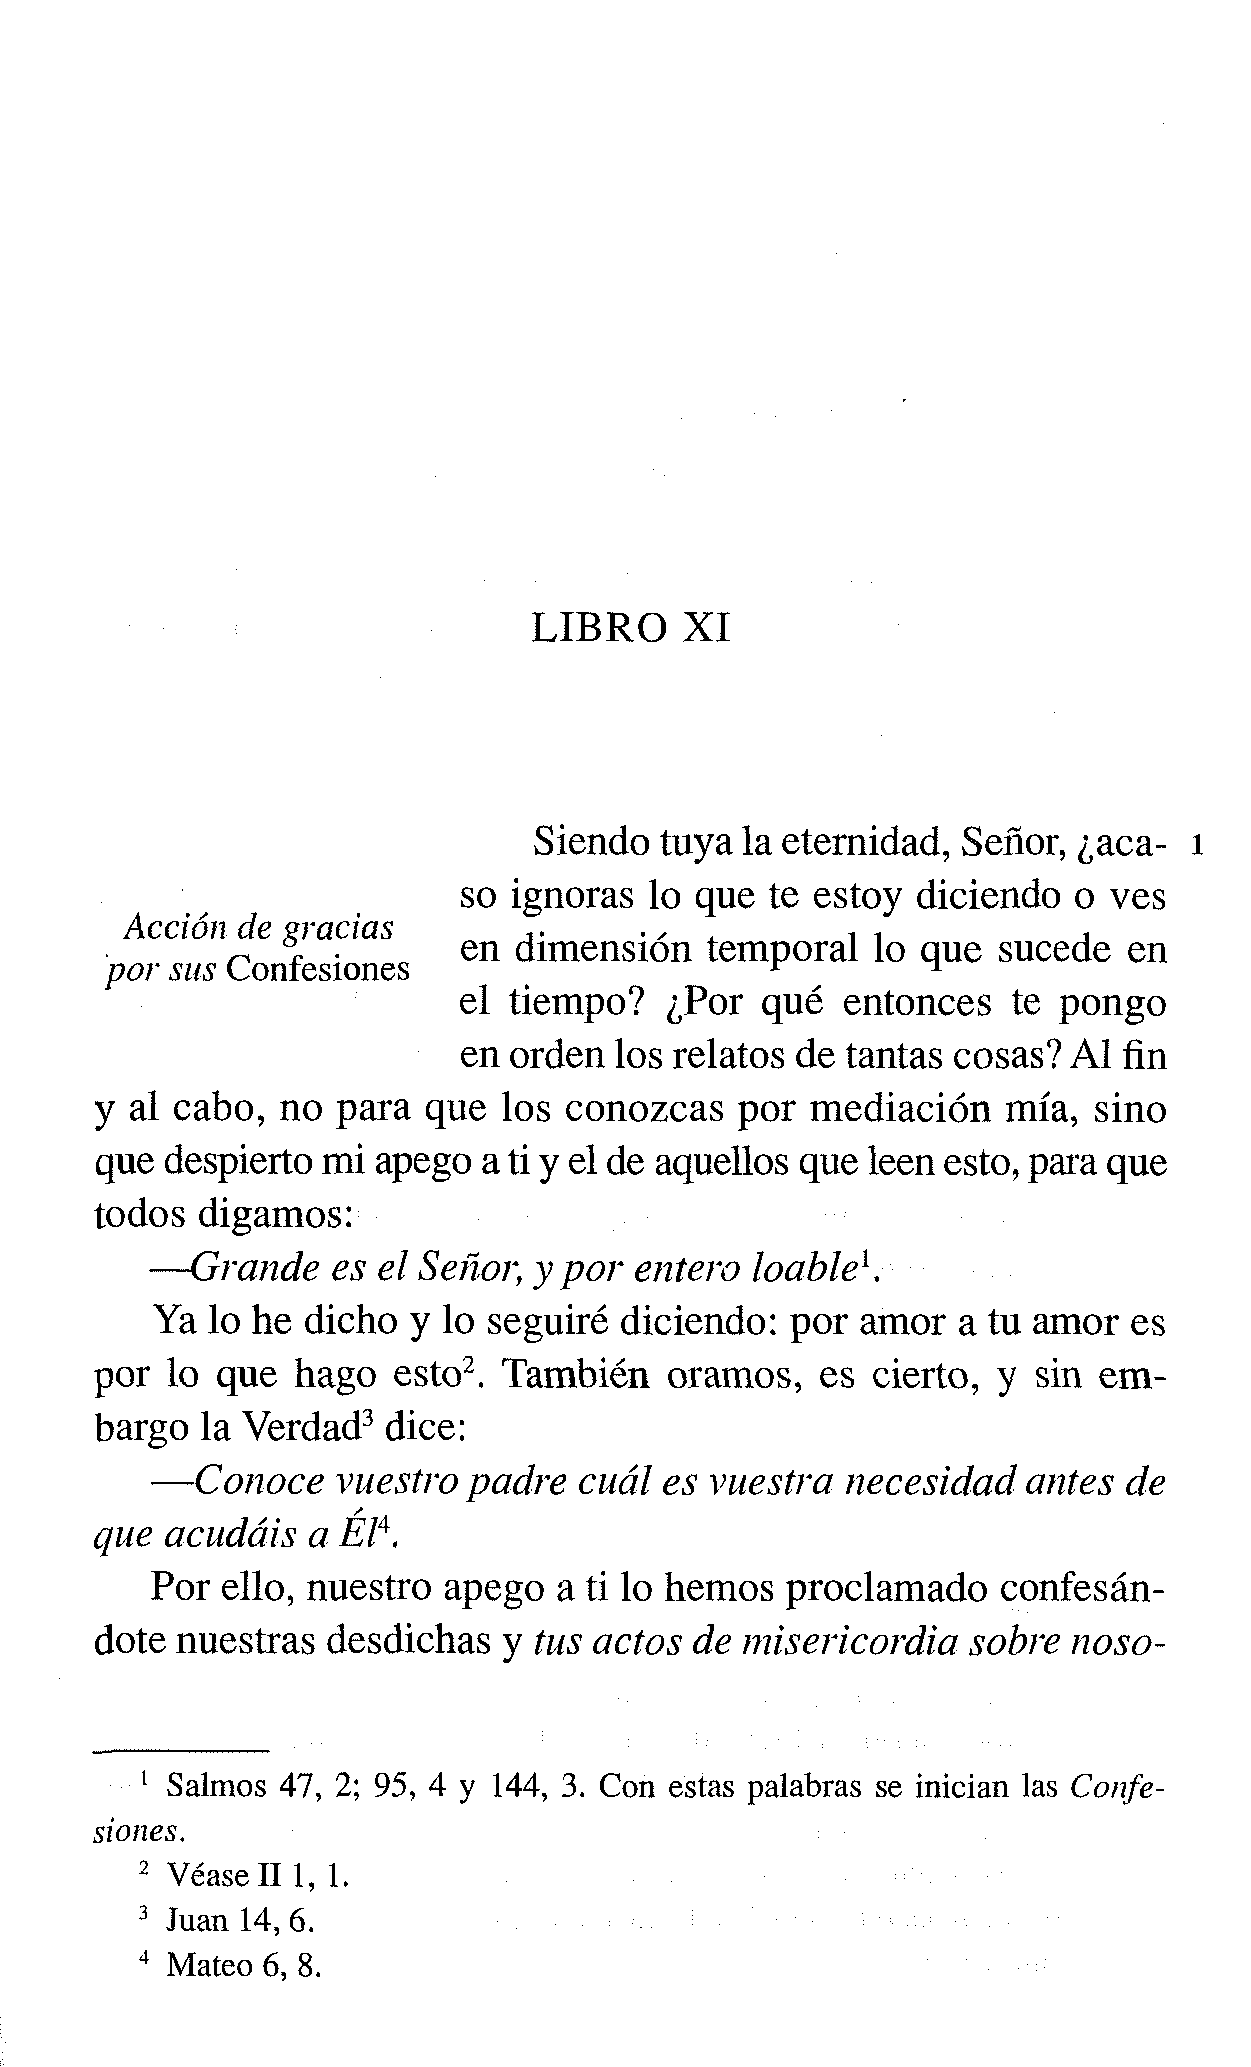 LIBRO XI
Acción de gracias
por sus Confesiones
Siendo tuya la eternidad, Señor, ¿aca- 1
so ignoras lo que te estoy diciendo o ves
en dimensión temporal lo que sucede en
el tiempo? ¿Por qué entonces te pongo
en orden los relatos de tantas cosas? Al fin
y al cabo, no para que los conozcas por mediación mía, sino
que despierto mi apego a ti y el de aquellos que leen esto, para que
todos digamos:
—Grande es el Señor, y por entero loable¹.
Ya lo he dicho y lo seguiré diciendo: por amor a tu amor es
por lo que hago esto². También oramos, es cierto, y sin em-
bargo la Verdad³ dice:
—Conoce vuestro padre cuál es vuestra necesidad antes de
que acudáis a Él⁴.
Por ello, nuestro apego a ti lo hemos proclamado confesán-
dote nuestras desdichas y tus actos de misericordia sobre noso-
¹ Salmos 47, 2; 95, 4 y 144, 3. Con estas palabras se inician las Confe-
siones.
² Véase II 1, 1.
³ Juan 14, 6.
⁴ Mateo 6, 8.